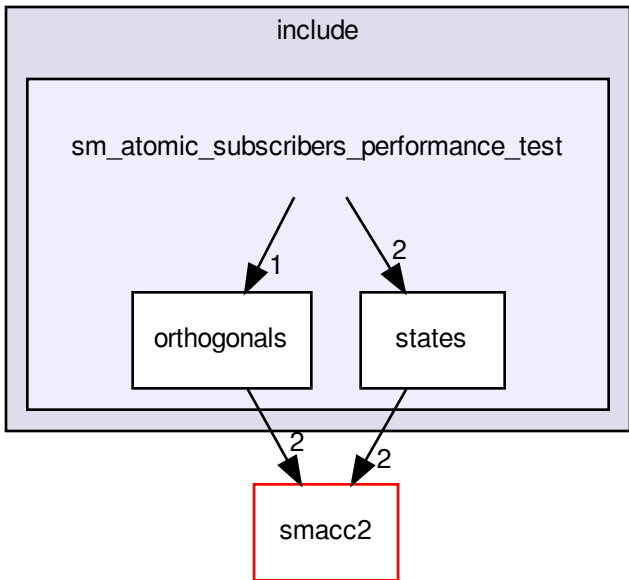 include
sm_atomic_subscribers_performance_test
1
2
orthogonals
states
2
2
smacc2